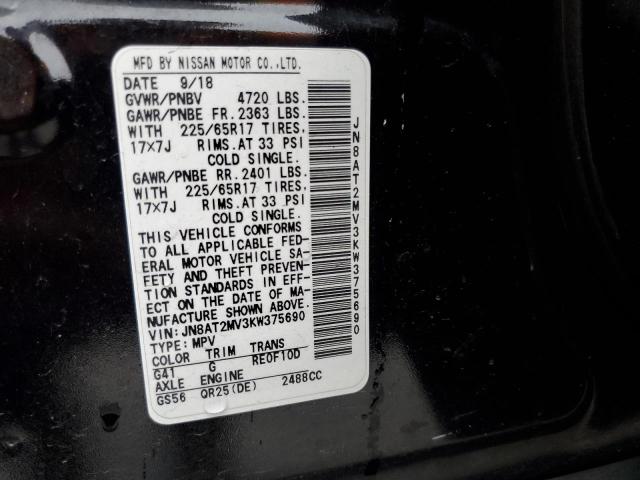 MFD BY NISSAN MOTOR CO.,LTD.
DATE 9/18
GVWR/PNBV 4720 LBS.
GAWR/PNBE FR. 2363 LBS.
WITH 225/65R17 TIRES,
17×7J RIMS.AT 33 PSI
COLD SINGLE.
GAWR/PNBE RR. 2401 LBS.
WITH 225/65R17 TIRES,
17×7J RIMS.AT 33 PSI
COLD SINGLE.
THIS VEHICLE CONFORMS
TO ALL APPLICABLE FED-
ERAL MOTOR VEHICLE SA-
FETY AND THEFT PREVEN-
TION STANDARDS IN EFF-
ECT ON THE DATE OF MA-
NUFACTURE SHOWN ABOVE.
VIN: JN8AT2MV3KW375690
TYPE: MPV
COLOR TRIM TRANS
G41 G RE0F10D
AXLE ENGINE
GS56 QR25(DE) 2488CC
JN8AT2MV3KW375690